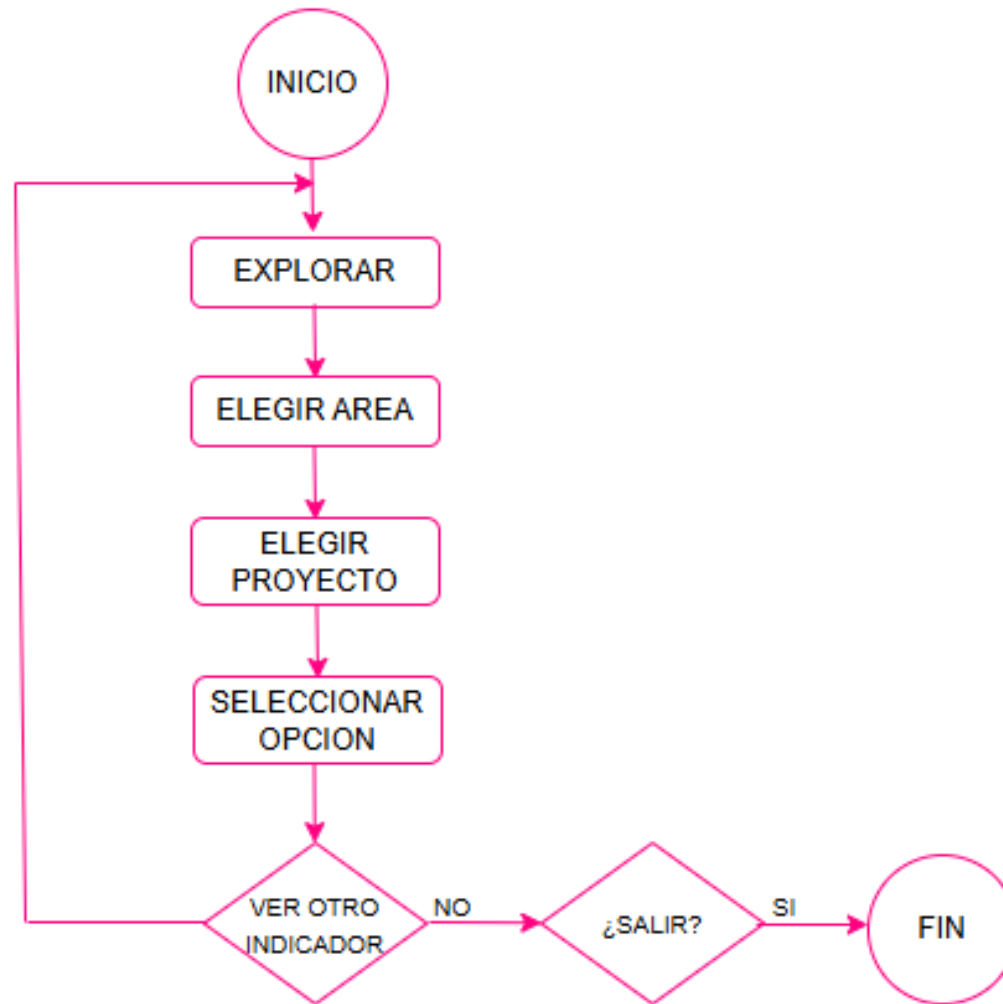 INICIO
EXPLORAR
ELEGIR AREA
ELEGIR
PROYECTO
SELECCIONAR
OPCION
VER OTRO
INDICADOR
NO
¿SALIR?
SI
FIN